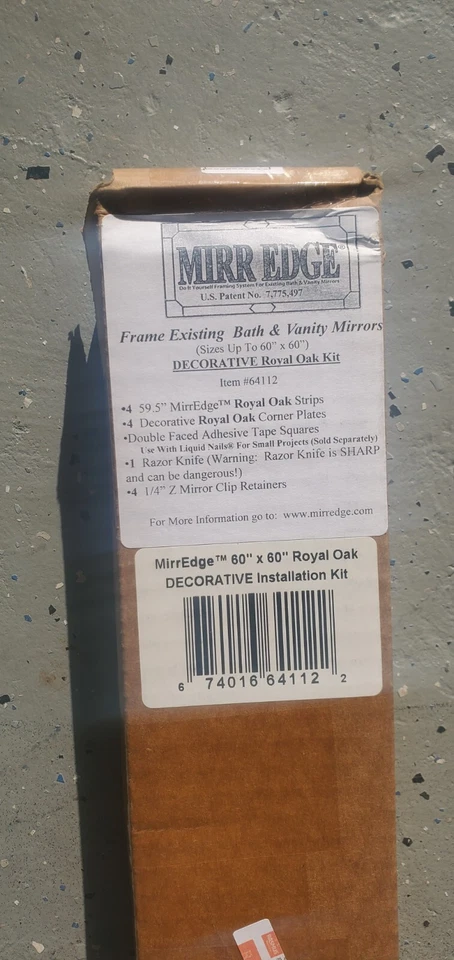 MIRR EDGE®
Do It Yourself Framing System For Existing Bath & Vanity Mirrors
U.S. Patent No. 7,775,497
Frame Existing Bath & Vanity Mirrors
(Sizes Up To 60" x 60")
DECORATIVE Royal Oak Kit
Item #64112
•4 59.5" MirrEdge™ Royal Oak Strips
•4 Decorative Royal Oak Corner Plates
•Double Faced Adhesive Tape Squares
Use With Liquid Nails® For Small Projects (Sold Separately)
•1 Razor Knife (Warning: Razor Knife is SHARP
and can be dangerous!)
•4 1/4" Z Mirror Clip Retainers
For More Information go to: www.mirredge.com
MirrEdge™ 60" x 60" Royal Oak
DECORATIVE Installation Kit
6 74016 64112 2